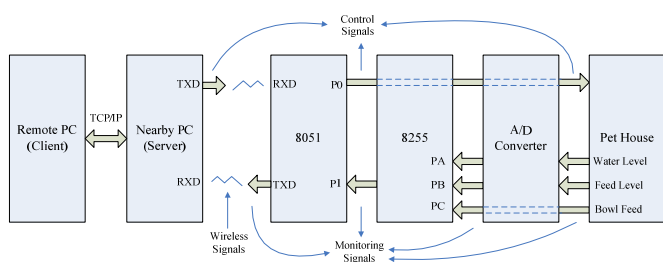 Control
Signals
TXD
RXD
P0
TCP/IP
Remote PC
(Client)
Nearby PC
(Server)
8051
8255
A/D
Converter
Pet House
PA
Water Level
RXD
TXD
P1
PB
Feed Level
PC
Bowl Feed
Wireless
Signals
Monitoring
Signals